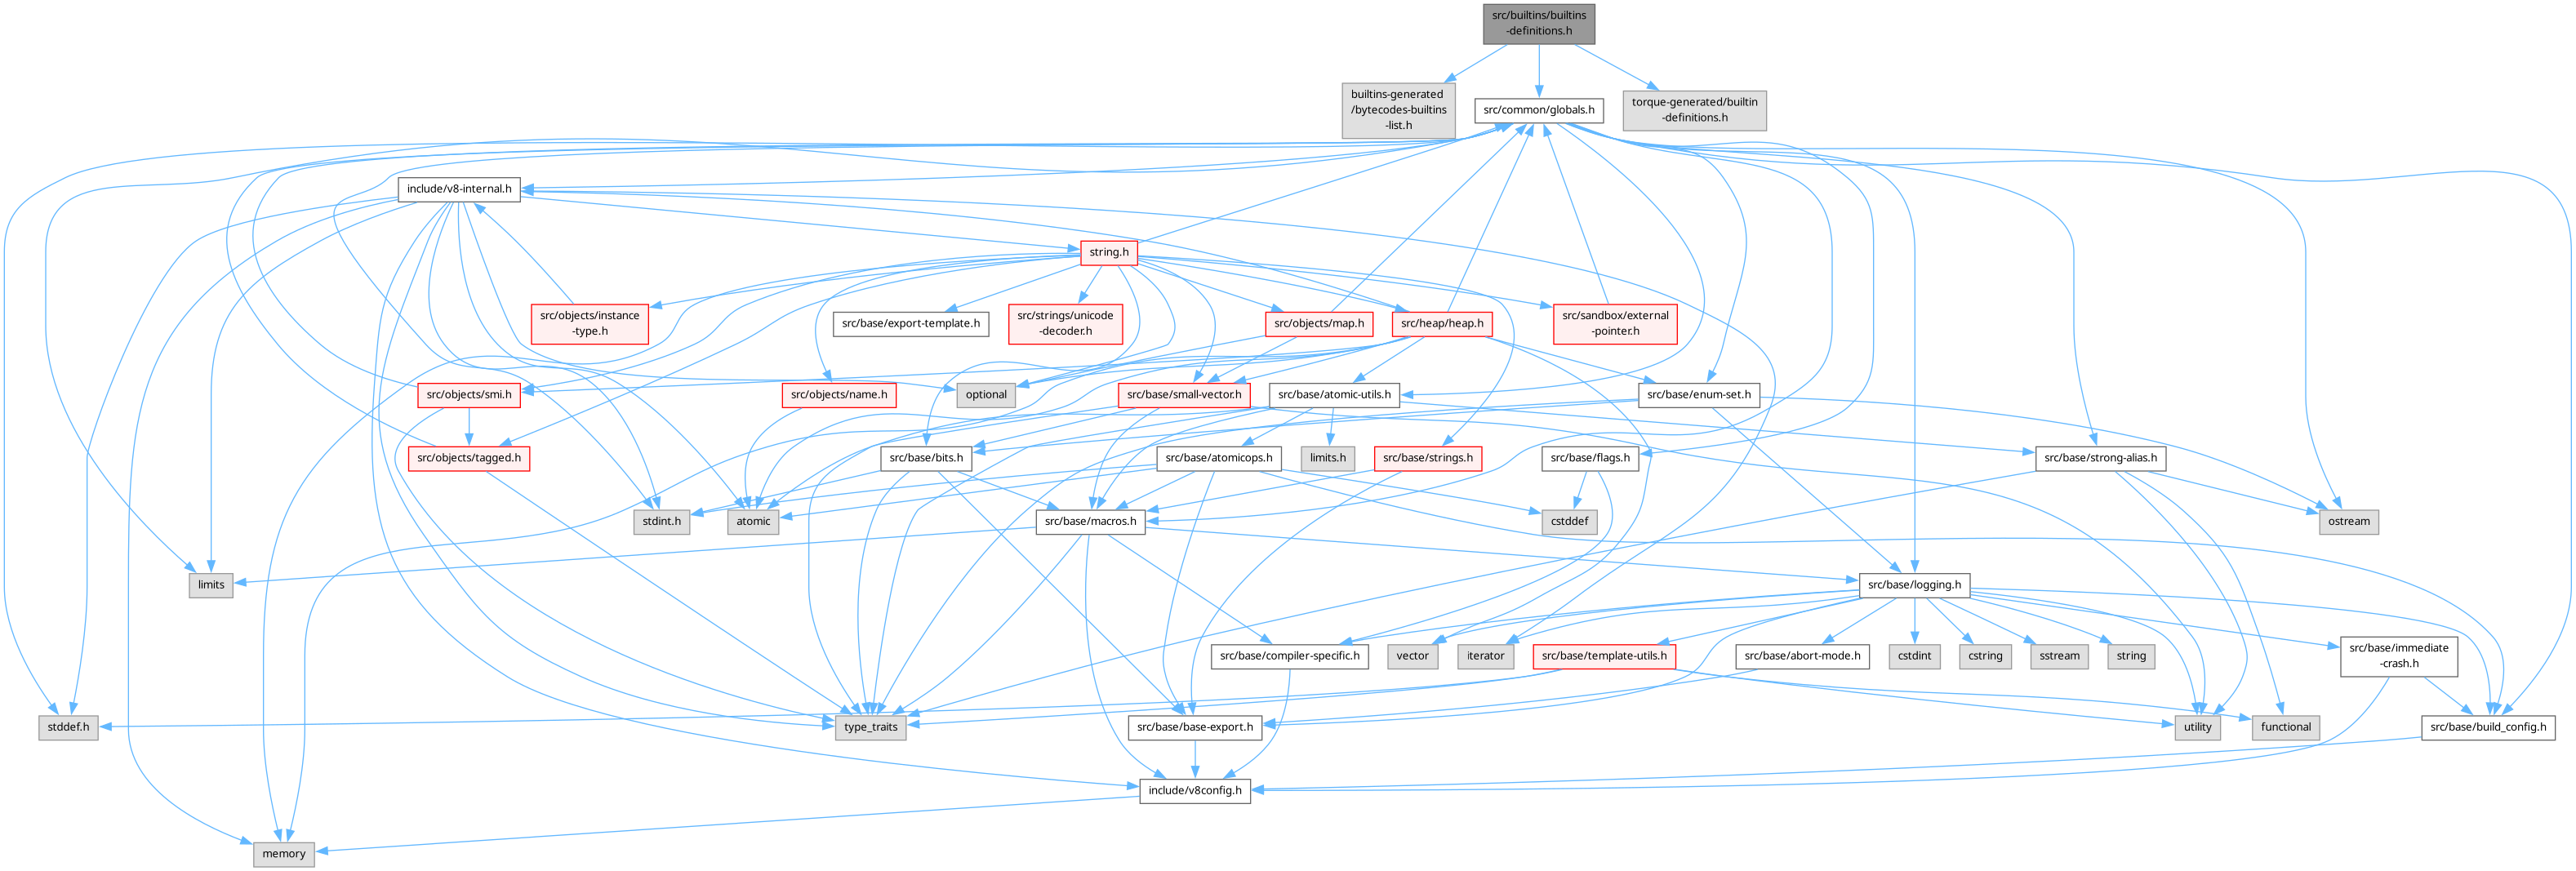 src/builtins/builtins
-definitions.h
builtins-generated
/bytecodes-builtins
-list.h
src/common/globals.h
torque-generated/builtin
-definitions.h
include/v8-internal.h
string.h
src/objects/instance
-type.h
src/base/export-template.h
src/strings/unicode
-decoder.h
src/objects/map.h
src/heap/heap.h
src/sandbox/external
-pointer.h
src/objects/smi.h
src/objects/name.h
optional
src/base/small-vector.h
src/base/atomic-utils.h
src/base/enum-set.h
src/objects/tagged.h
src/base/bits.h
src/base/atomicops.h
limits.h
src/base/strings.h
src/base/flags.h
src/base/strong-alias.h
stdint.h
atomic
src/base/macros.h
cstddef
ostream
limits
src/base/logging.h
src/base/compiler-specific.h
vector
iterator
src/base/template-utils.h
src/base/abort-mode.h
cstdint
cstring
sstream
string
src/base/immediate
-crash.h
stddef.h
type_traits
src/base/base-export.h
utility
functional
src/base/build_config.h
include/v8config.h
memory